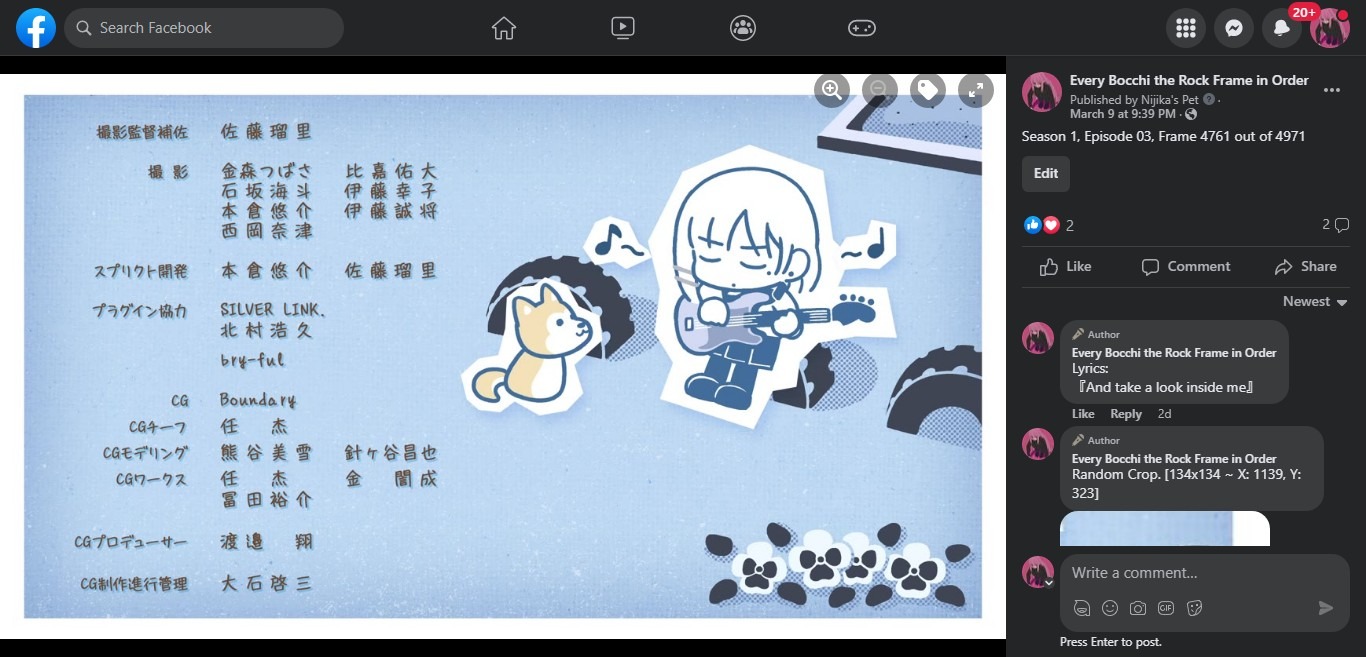 Search Facebook
20+
撮影監督補佐 佐藤瑠里
撮影 金森つばさ 比嘉佑大
石坂海斗 伊藤幸子
本倉悠介 伊藤誠将
西岡奈津
スプリクト開発 本倉悠介 佐藤瑠里
プラグイン協力 SILVER LINK.
北村浩久
bry-ful
CG Boundary
CGチーフ 任 杰
CGモデリング 熊谷美雪 針ヶ谷昌也
CGワークス 任 杰 金 誾成
冨田裕介
CGプロデューサー 渡邉 翔
CG制作進行管理 大石啓三
Every Bocchi the Rock Frame in Order
Published by Nijika's Pet ·
March 9 at 9:39 PM ·
Season 1, Episode 03, Frame 4761 out of 4971
Edit
2
2
Like Comment Share
Newest
Author
Every Bocchi the Rock Frame in Order
Lyrics:
『And take a look inside me』
Like Reply 2d
Author
Every Bocchi the Rock Frame in Order
Random Crop. [134x134 ~ X: 1139, Y:
323]
Write a comment...
GIF
Press Enter to post.